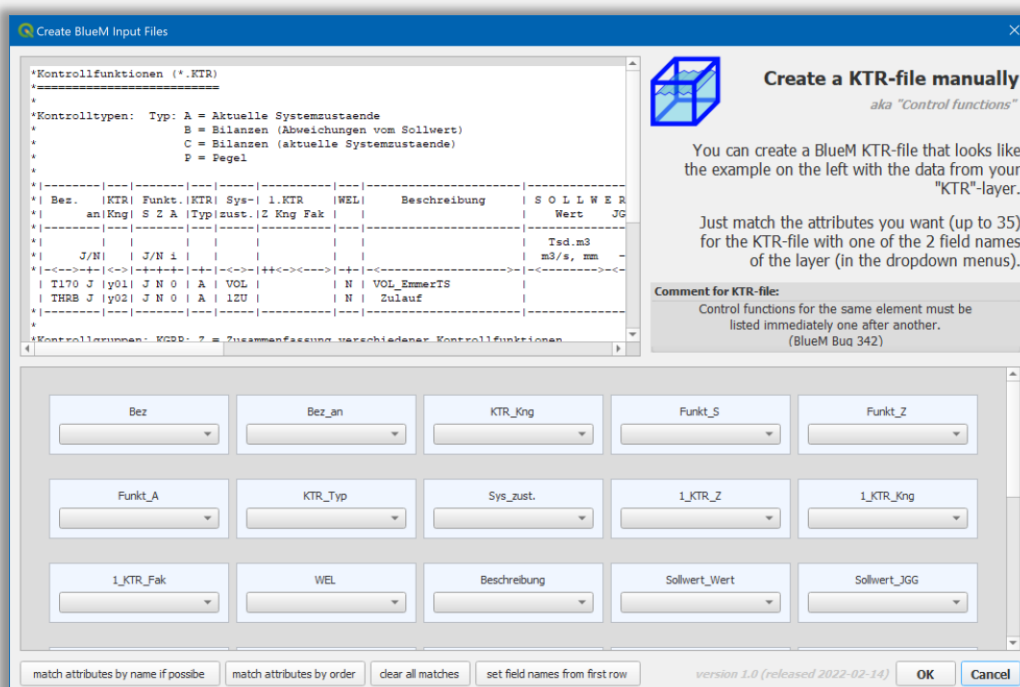 Create BlueM Input Files
*Kontrollfunktionen (*.KTR)
*=========================
*
*Kontrolltypen:  Typ: A = Aktuelle Systemzustaende
*                     B = Bilanzen (Abweichungen vom Sollwert)
*                     C = Bilanzen (aktuelle Systemzustaende)
*                     P = Pegel
*
*|--------|---|-------|---|-----|----------|---|---------------------|--------------
*|  Bez.  |KTR| Funkt.|KTR| Sys-| 1.KTR    |WEL|     Beschreibung    | S O L L W E R
*|      an|Kng| S Z A |Typ|zust.|Z Kng Fak |   |                     |    Wert    JG
*|--------|---|-------|---|-----|----------|---|---------------------|--------------
*|        |   |       |   |     |          |   |                     |   Tsd.m3
*|     J/N|   | J/N i |   |     |          |   |                     |  m3/s, mm   -
*|-<-->-+-|<->|-+-+-+-|-+-|-<->-|++<-><---->|-+-|-<------------------->-|-<------->-<-
 | T170 J |y01| J N 0 | A | VOL |          | N | VOL_EmmerTS         |
 | THRB J |y02| J N 0 | A | 1ZU |          | N |  Zulauf             |
*|--------|---|-------|---|-----|----------|---|---------------------|--------------
*
*Kontrollgruppen: KGRP: Z = Zusammenfassung verschiedener Kontrollfunktionen
Create a KTR-file manually
aka "Control functions"
You can create a BlueM KTR-file that looks like
the example on the left with the data from your
"KTR"-layer.
Just match the attributes you want (up to 35)
for the KTR-file with one of the 2 field names
of the layer (in the dropdown menus).
Comment for KTR-file:
Control functions for the same element must be
listed immediately one after another.
(BlueM Bug 342)
Bez Bez_an KTR_Kng Funkt_S Funkt_Z
Funkt_A KTR_Typ Sys_zust. 1_KTR_Z 1_KTR_Kng
1_KTR_Fak WEL Beschreibung Sollwert_Wert Sollwert_JGG
match attributes by name if possibe match attributes by order clear all matches set field names from first row version 1.0 (released 2022-02-14) OK Cancel